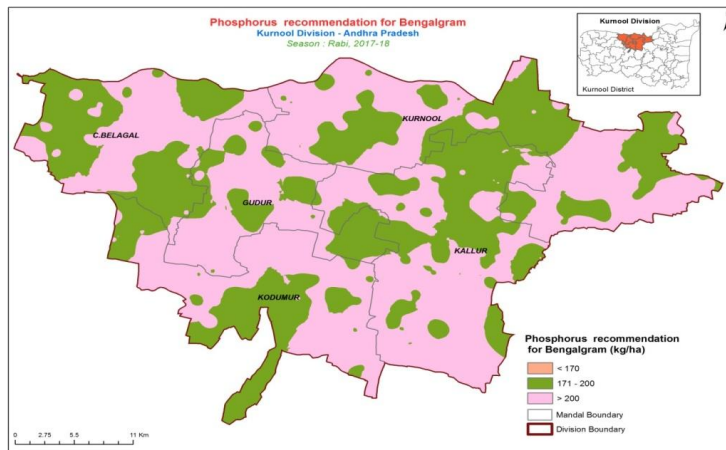 Phosphorus recommendation for Bengalgram
Kurnool Division - Andhra Pradesh
Season : Rabi, 2017-18
Kurnool Division
Kurnool District
C.BELAGAL
KURNOOL
GUDUR
KALLUR
KODUMUR
Phosphorus recommendation
for Bengalgram (kg/ha)
< 170
171 - 200
> 200
Mandal Boundary
Division Boundary
0 2.75 5.5 11 Km